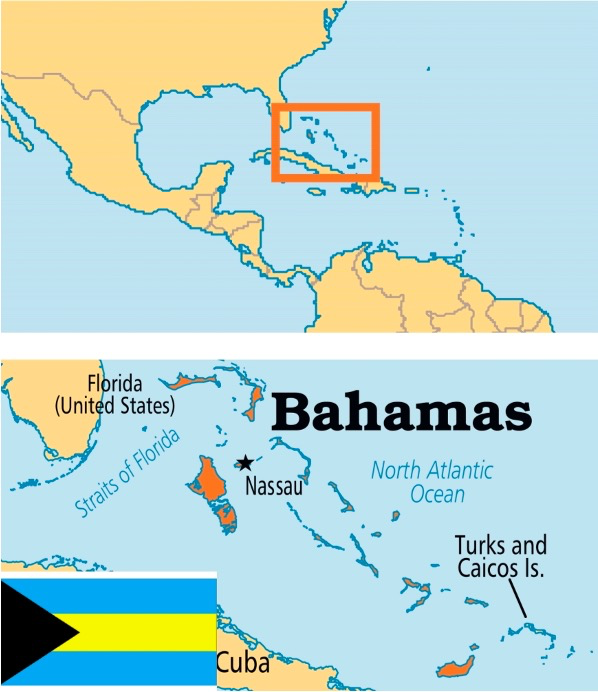 Florida
(United States)
Bahamas
Straits of Florida
Nassau
North Atlantic
Ocean
Turks and
Caicos Is.
Cuba